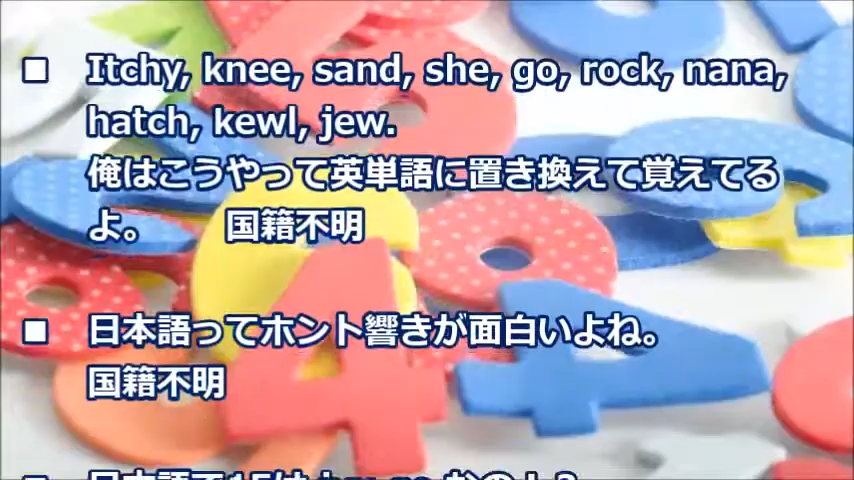 ■ Itchy, knee, sand, she, go, rock, nana,
hatch, kewl, jew.
俺はこうやって英単語に置き換えて覚えてる
よ。 国籍不明
■ 日本語ってホント響きが面白いよね。
国籍不明